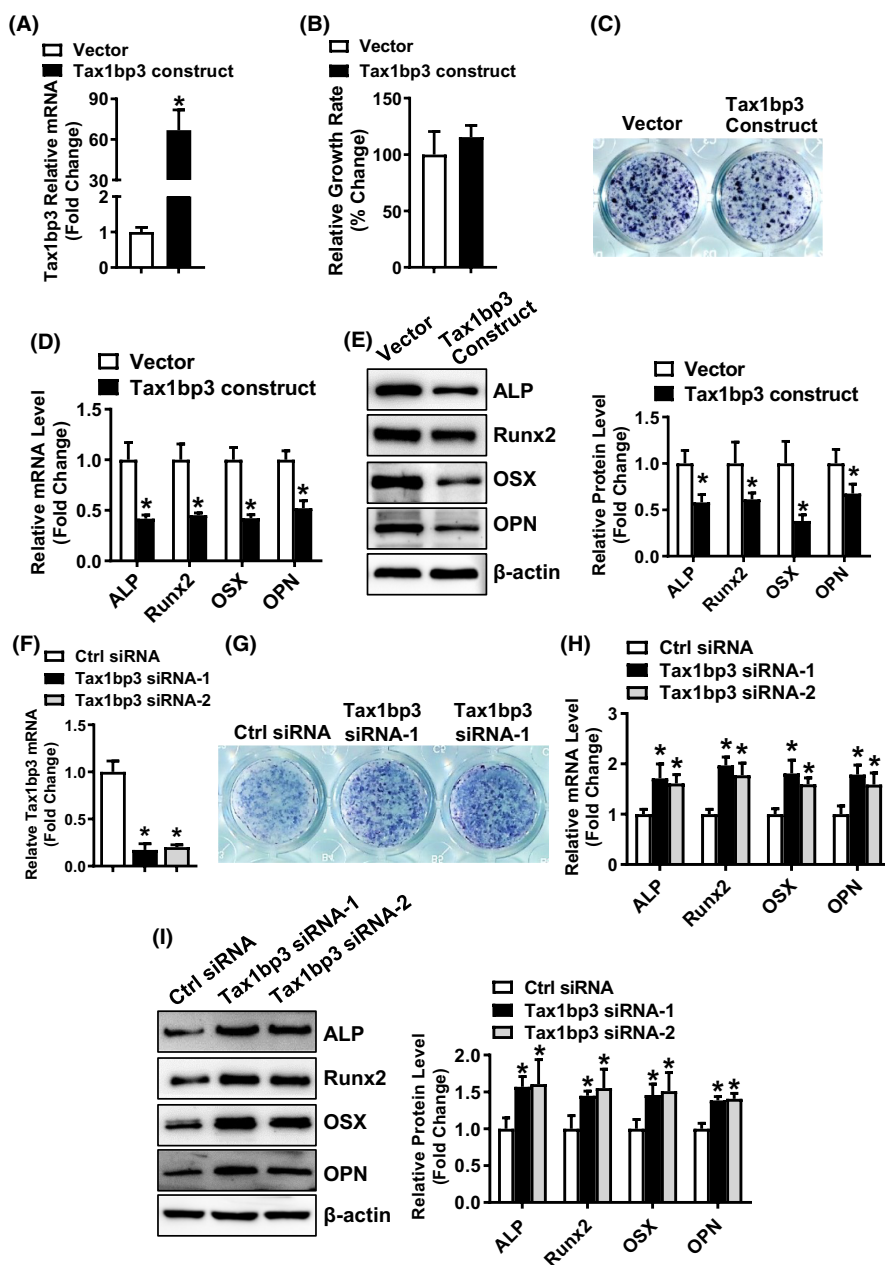 (A)
Vector
Tax1bp3 construct
Tax1bp3 Relative mRNA
(Fold Change)
90
60
30
2
1
0
*
(B)
Vector
Tax1bp3 construct
Relative Growth Rate
(% Change)
150
100
50
0
(C)
Vector
Tax1bp3
Construct
(D)
Vector
Tax1bp3 construct
Relative mRNA Level
(Fold Change)
1.5
1.0
0.5
0.0
* * * *
ALP
Runx2
OSX
OPN
(E)
Vector
Tax1bp3
Construct
ALP
Runx2
OSX
OPN
β-actin
Vector
Tax1bp3 construct
Relative Protein Level
(Fold Change)
1.5
1.0
0.5
0.0
* * * *
ALP
Runx2
OSX
OPN
(F)
Ctrl siRNA
Tax1bp3 siRNA-1
Tax1bp3 siRNA-2
Relatve Tax1bp3 mRNA
(Fold Change)
1.5
1.0
0.5
0.0
* *
(G)
Ctrl siRNA
Tax1bp3
siRNA-1
Tax1bp3
siRNA-1
(H)
Ctrl siRNA
Tax1bp3 siRNA-1
Tax1bp3 siRNA-2
Relative mRNA Level
(Fold Change)
3
2
1
0
* * * * * * * *
ALP
Runx2
OSX
OPN
(I)
Ctrl siRNA
Tax1bp3 siRNA-1
Tax1bp3 siRNA-2
ALP
Runx2
OSX
OPN
β-actin
Ctrl siRNA
Tax1bp3 siRNA-1
Tax1bp3 siRNA-2
Relative Protein Level
(Fold Change)
2.0
1.5
1.0
0.5
0.0
* * * * * * * *
ALP
Runx2
OSX
OPN